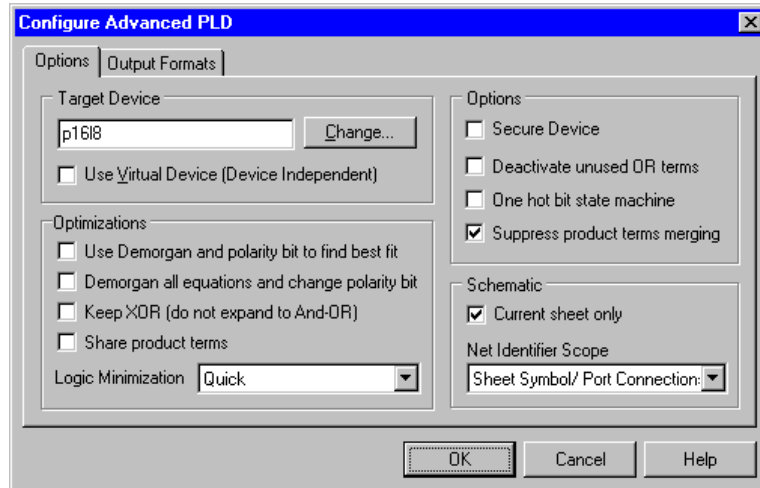 Configure Advanced PLD
Options
Output Formats
Target Device
p16l8
Change...
Use Virtual Device (Device Independent)
Optimizations
Use Demorgan and polarity bit to find best fit
Demorgan all equations and change polarity bit
Keep XOR (do not expand to And-OR)
Share product terms
Logic Minimization
Quick
Options
Secure Device
Deactivate unused OR terms
One hot bit state machine
Suppress product terms merging
Schematic
Current sheet only
Net Identifier Scope
Sheet Symbol/ Port Connection
OK
Cancel
Help